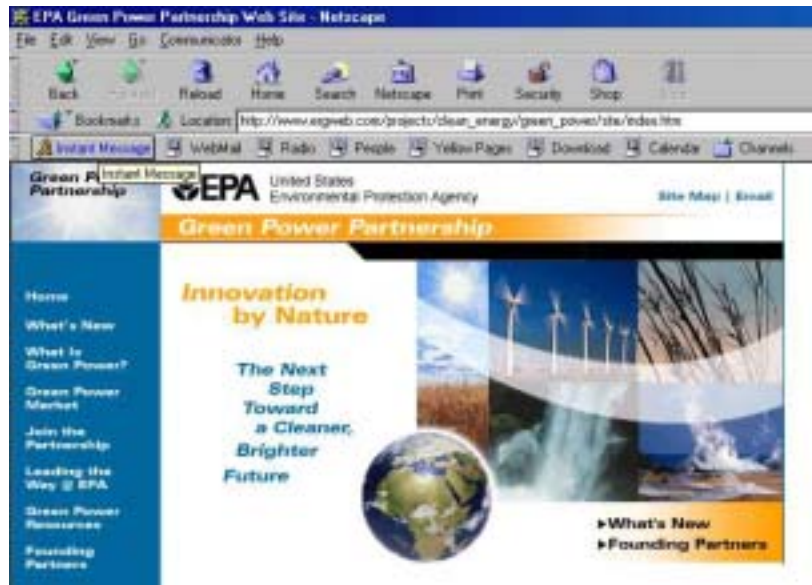 EPA Green Power Partnership Web Site - Netscape
File Edit View Go Communicator Help
Back Reload Home Search Netscape Print Security Shop
Bookmarks Location: http://www.ergweb.com/projects/clean_energy/green_power/site/index.htm
Instant Message WebMail Radio People Yellow Pages Download Calendar Channels
Instant Message
Green
Partnership
EPA United States
Environmental Protection Agency
Site Map | Email
Green Power Partnership
Home
What's New
What Is
Green Power?
Green Power
Market
Join the
Partnership
Leading the
Way @ EPA
Green Power
Resources
Founding
Partners
Innovation
by Nature
The Next
Step
Toward
a Cleaner,
Brighter
Future
What's New
Founding Partners